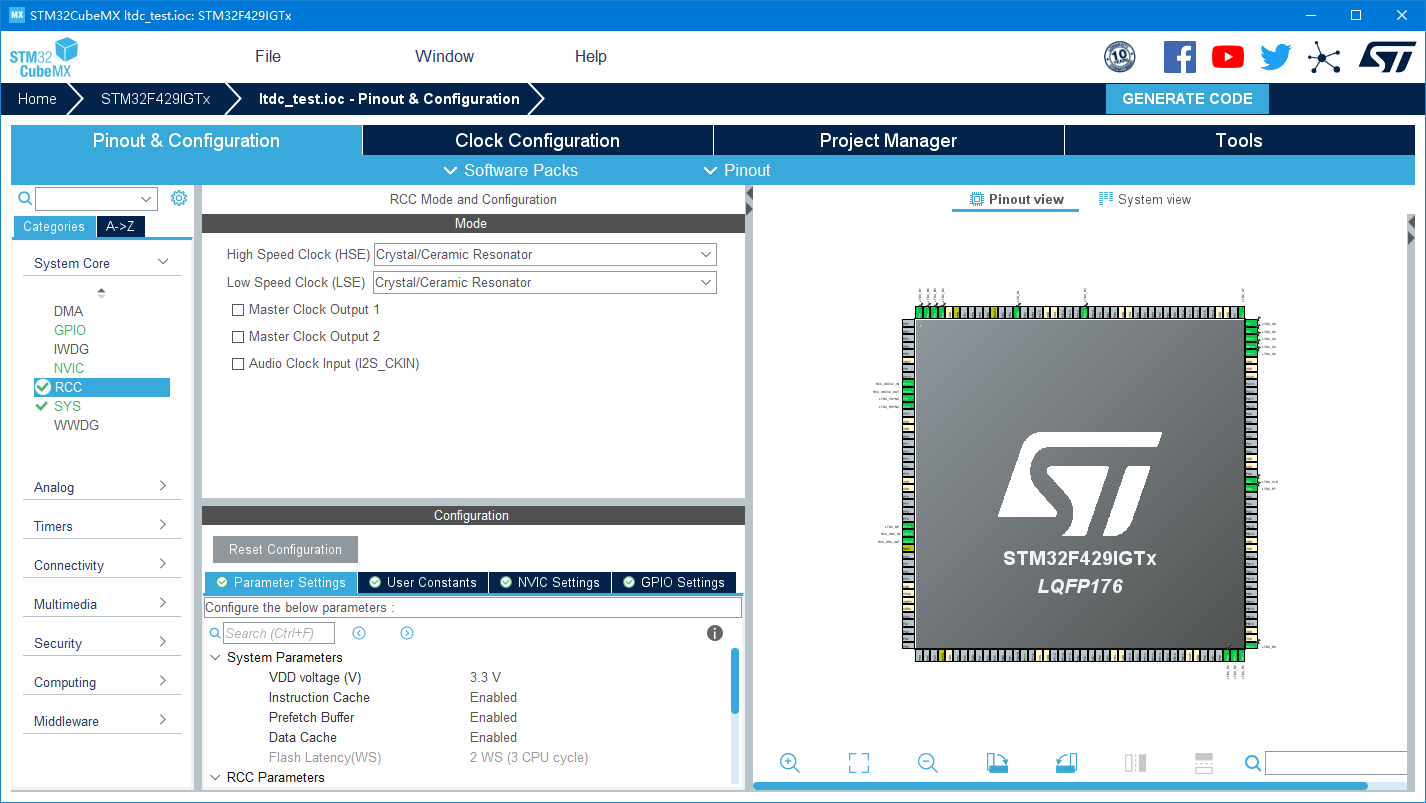 MX STM32CubeMX ltdc_test.ioc: STM32F429IGTx
STM32 CubeMX
File Window Help
10 YEARS
ST
Home STM32F429IGTx ltdc_test.ioc - Pinout & Configuration GENERATE CODE
Pinout & Configuration Clock Configuration Project Manager Tools
Software Packs Pinout
Categories A->Z
System Core
DMA
GPIO
IWDG
NVIC
RCC
SYS
WWDG
Analog
Timers
Connectivity
Multimedia
Security
Computing
Middleware
RCC Mode and Configuration
Mode
High Speed Clock (HSE) Crystal/Ceramic Resonator
Low Speed Clock (LSE) Crystal/Ceramic Resonator
Master Clock Output 1
Master Clock Output 2
Audio Clock Input (I2S_CKIN)
Configuration
Reset Configuration
Parameter Settings User Constants NVIC Settings GPIO Settings
Configure the below parameters :
Search (Ctrl+F)
System Parameters
VDD voltage (V) 3.3 V
Instruction Cache Enabled
Prefetch Buffer Enabled
Data Cache Enabled
Flash Latency(WS) 2 WS (3 CPU cycle)
RCC Parameters
Pinout view System view
ST
STM32F429IGTx
LQFP176